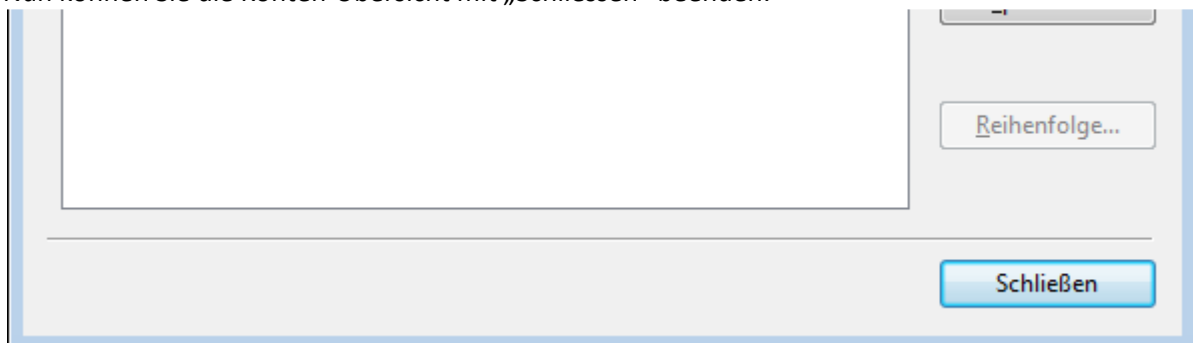 Nun können Sie die Konten-Übersicht mit „Schliessen“ beenden.
Reihenfolge...
Schließen